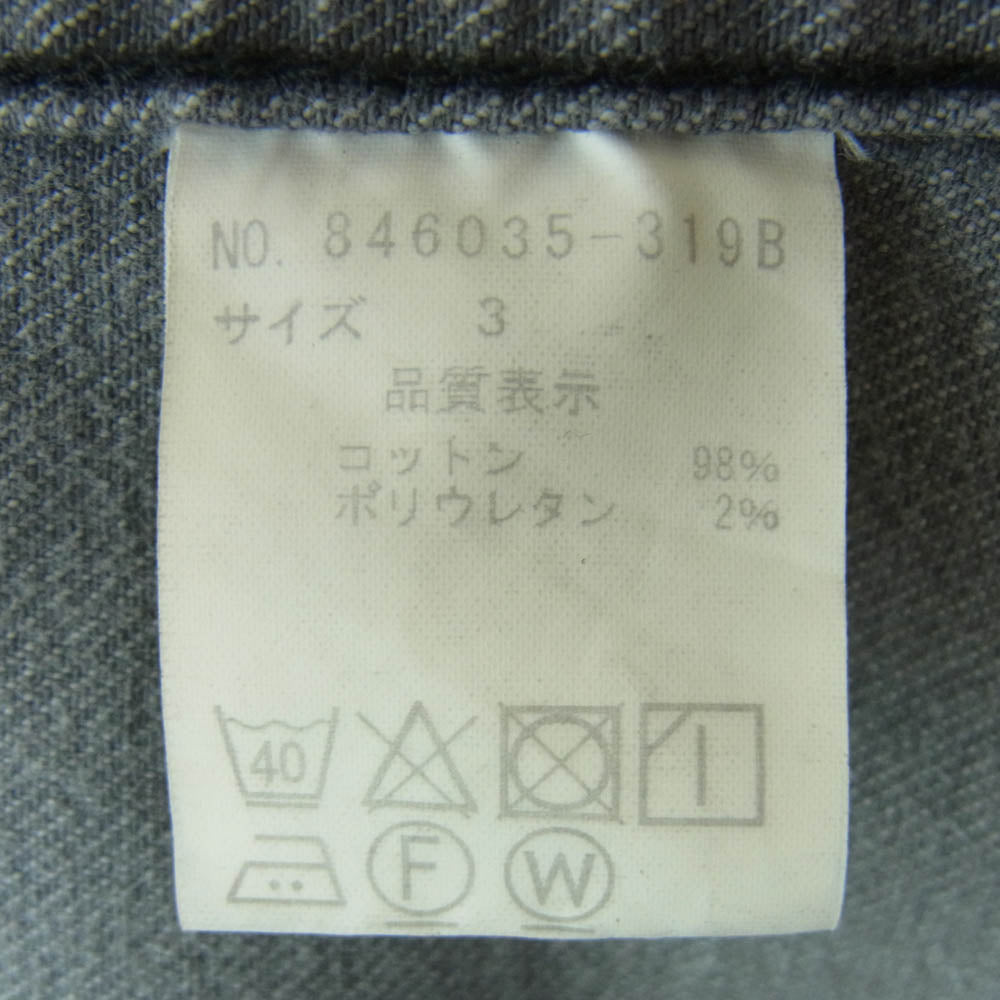 NO. 846035-319B
サイズ 3
品質表示
コットン 98%
ポリウレタン 2%
40
F W